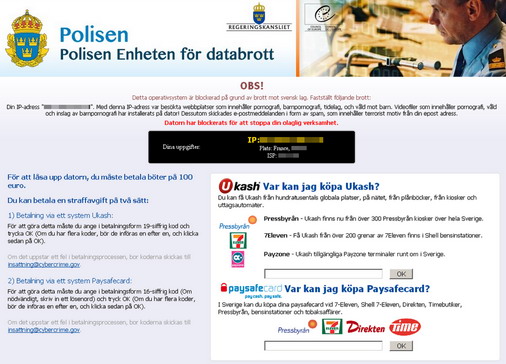 Polisen
Polisen Enheten för databrott
REGERINGSKANSLIET
OBS!
Detta operativsystem är blockerad på grund av brott mot svensk lag. Fastställt följande brott:
Din IP-adress " ". Med denna IP-adress var besökta webbplatser som innehåller pornografi, barnpornografi, tidelag, och våld mot barn. Videofiler som innehåller pornografi, våld
och inslag av barnpornografi har installerats på dator! Dessutom skickades e-postmeddelanden i form av spam, som innehåller terrorist motiv från din epost adress.
Datorn har blockerats för att stoppa din olaglig verksamhet.
Dina uppgifter:
IP:
Plats: France,
ISP:
För att låsa upp datorn, du måste betala böter på 100
euro.
Du kan betala en straffavgift på två sätt:
1) Betalning via ett system Ukash:
För att göra detta måste du ange i betalningsform 19-siffrig kod och
trycka OK (Om du har flera koder, bör de införas en efter en, och klicka
sedan på OK).
Om det uppstår ett fel i betalningsprocessen, bör koderna skickas till
insattning@cybercrime.gov.
2) Betalning via ett system Paysafecard:
För att göra detta måste du ange i betalningsform 16-siffrig kod (Om
nödvändigt, skriv in ett lösenord) och tryck OK (Om du har flera koder,
bör de införas en efter en, och klicka sedan på OK).
Om det uppstår ett fel i betalningsprocessen, bör koderna skickas till
insattning@cybercrime.gov.
Ukash Var kan jag köpa Ukash?
Du kan få Ukash från hundratusentals globala platser, på nätet, från plånböcker, från kiosker och
uttagsautomater.
Pressbyrån
Pressbyrån - Ukash finns nu från över 300 Pressbyrån kiosker över hela Sverige.
7Eleven - Få Ukash från över 200 grenar av 7Eleven finns i Shell bensinstationer.
Payzone - Ukash tillgängliga Payzone terminaler runt om i Sverige.
OK
paysafecard Var kan jag köpa Paysafecard?
pay cash. pay safe.
I Sverige kan du köpa dina paysafecard vid 7-Eleven, Shell 7-Eleven, Direkten, Timebutiker,
Pressbyrån, bensinstationer och tobaksaffärer.
Pressbyrån
Direkten
Time
OK